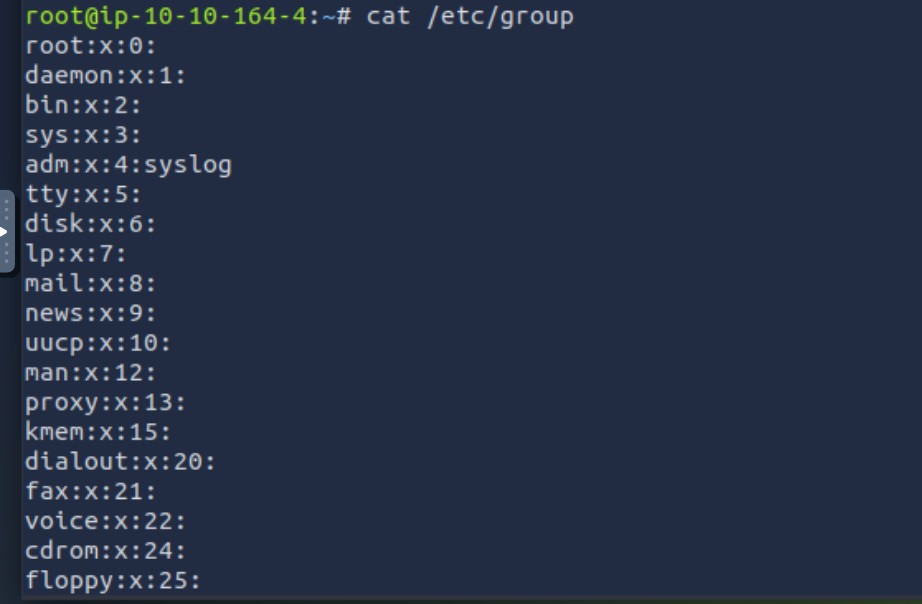 root@ip-10-10-164-4:~# cat /etc/group
root:x:0:
daemon:x:1:
bin:x:2:
sys:x:3:
adm:x:4:syslog
tty:x:5:
disk:x:6:
lp:x:7:
mail:x:8:
news:x:9:
uucp:x:10:
man:x:12:
proxy:x:13:
kmem:x:15:
dialout:x:20:
fax:x:21:
voice:x:22:
cdrom:x:24:
floppy:x:25: